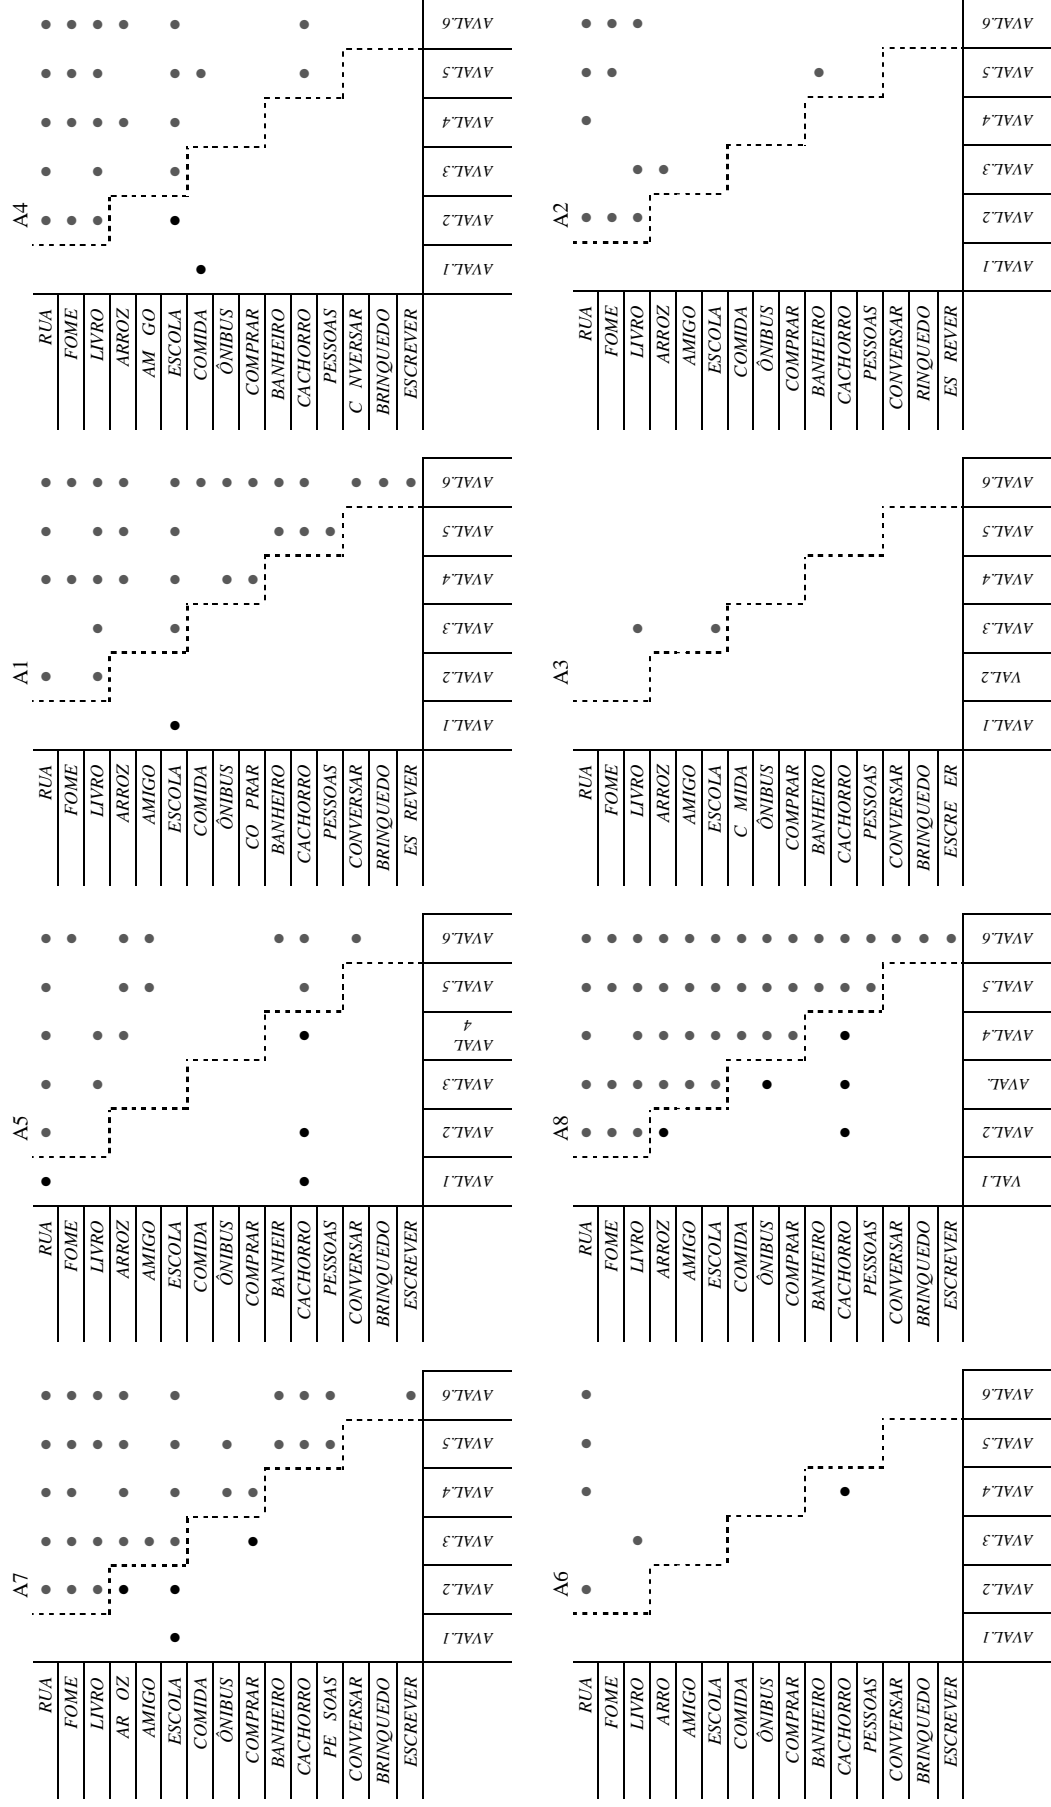 A7
RUA
FOME
LIVRO
AR OZ
AMIGO
ESCOLA
COMIDA
ÔNIBUS
COMPRAR
BANHEIRO
CACHORRO
PE SOAS
CONVERSAR
BRINQUEDO
ESCREVER
AVAL.1
AVAL.2
AVAL.3
AVAL.4
AVAL.5
AVAL.6
A5
RUA
FOME
LIVRO
ARROZ
AMIGO
ESCOLA
COMIDA
ÔNIBUS
COMPRAR
BANHEIR
CACHORRO
PESSOAS
CONVERSAR
BRINQUEDO
ESCREVER
AVAL.1
AVAL.2
AVAL.3
AVAL
4
AVAL.5
AVAL.6
A1
RUA
FOME
LIVRO
ARROZ
AMIGO
ESCOLA
COMIDA
ÔNIBUS
CO PRAR
BANHEIRO
CACHORRO
PESSOAS
CONVERSAR
BRINQUEDO
ES REVER
AVAL.1
AVAL.2
AVAL.3
AVAL.4
AVAL.5
AVAL.6
A4
RUA
FOME
LIVRO
ARROZ
AM GO
ESCOLA
COMIDA
ÔNIBUS
COMPRAR
BANHEIRO
CACHORRO
PESSOAS
C NVERSAR
BRINQUEDO
ESCREVER
AVAL.1
AVAL.2
AVAL.3
AVAL.4
AVAL.5
AVAL.6
A6
RUA
FOME
LIVRO
ARRO
AMIGO
ESCOLA
COMIDA
ÔNIBUS
COMPRAR
BANHEIRO
CACHORRO
PESSOAS
CONVERSAR
BRINQUEDO
ESCREVER
AVAL.1
AVAL.2
AVAL.3
AVAL.4
AVAL.5
AVAL.6
A8
RUA
FOME
LIVRO
ARROZ
AMIGO
ESCOLA
COMIDA
ÔNIBUS
COMPRAR
BANHEIRO
CACHORRO
PESSOAS
CONVERSAR
BRINQUEDO
ESCREVER
VAL.1
AVAL.2
AVAL.
AVAL.4
AVAL.5
AVAL.6
A3
RUA
FOME
LIVRO
ARROZ
AMIGO
ESCOLA
C MIDA
ÔNIBUS
COMPRAR
BANHEIRO
CACHORRO
PESSOAS
CONVERSAR
BRINQUEDO
ESCRE ER
AVAL.1
VAL.2
AVAL.3
AVAL.4
AVAL.5
AVAL.6
A2
RUA
FOME
LIVRO
ARROZ
AMIGO
ESCOLA
COMIDA
ÔNIBUS
COMPRAR
BANHEIRO
CACHORRO
PESSOAS
CONVERSAR
RINQUEDO
ES REVER
AVAL.1
AVAL.2
AVAL.3
AVAL.4
AVAL.5
AVAL.6